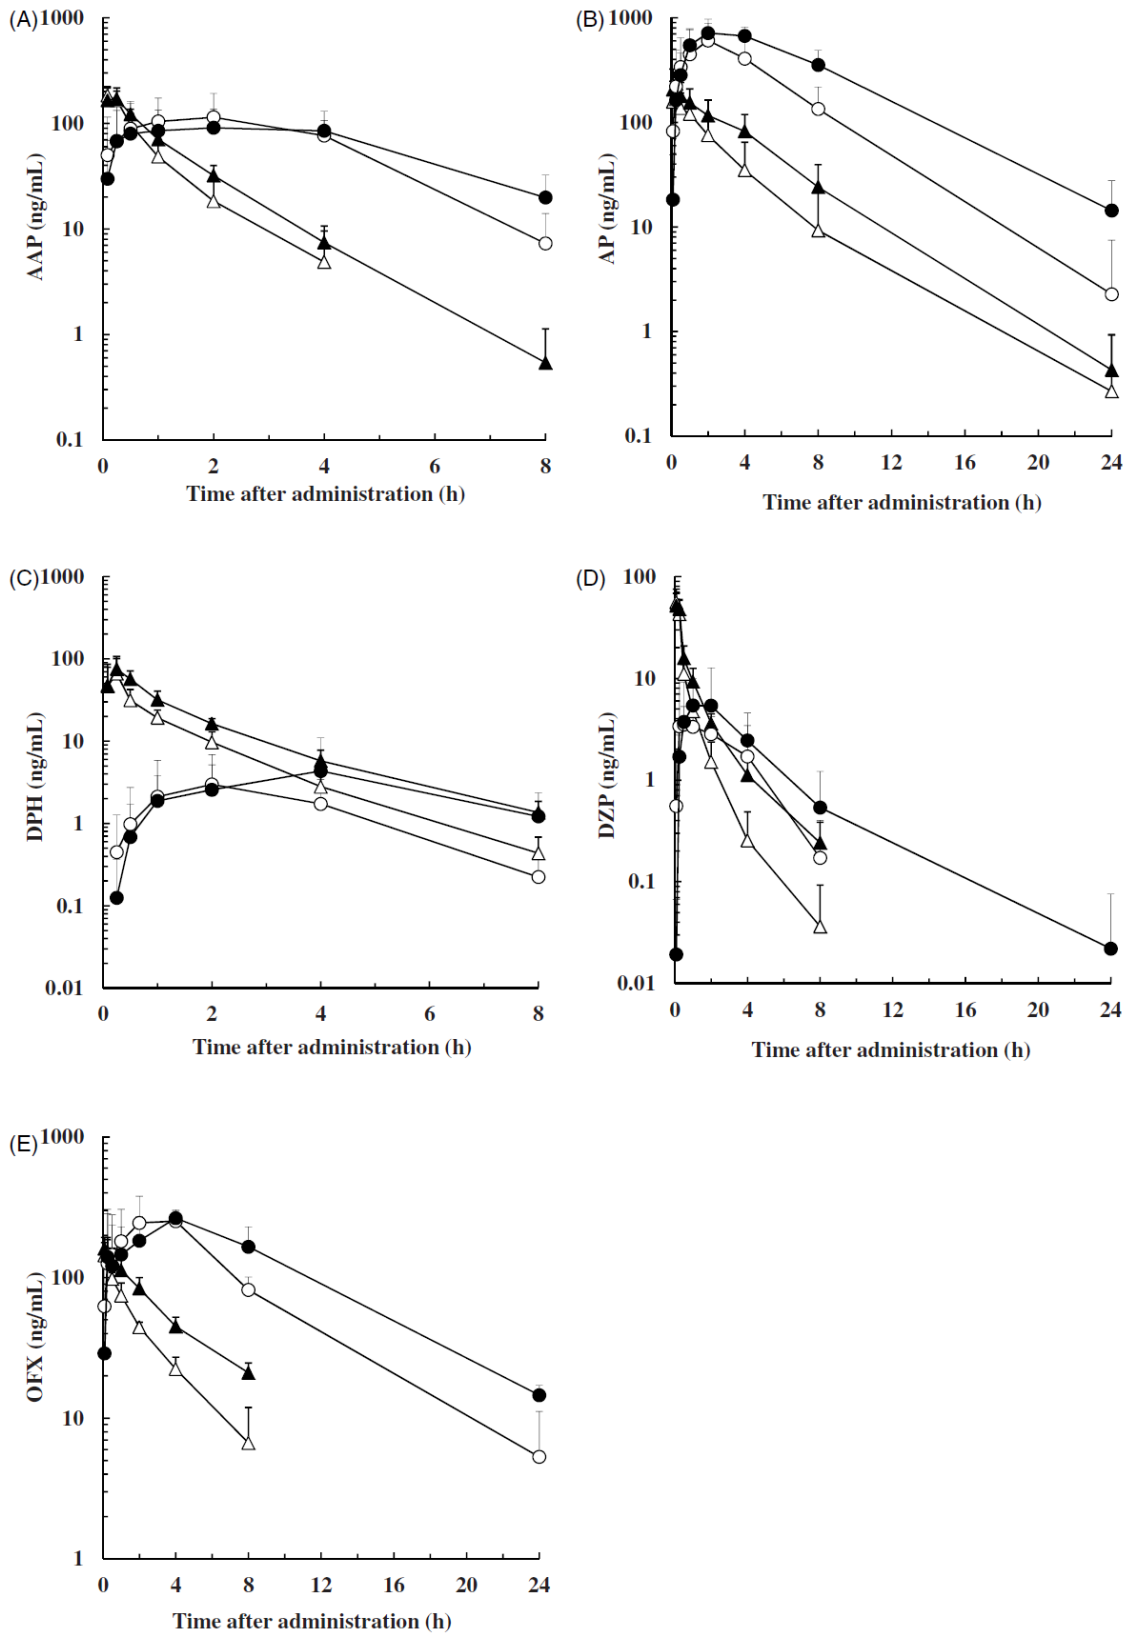 (A)
1000
100
10
1
0.1
AAP (ng/mL)
0 2 4 6 8
Time after administration (h)
(B)
1000
100
10
1
0.1
AP (ng/mL)
0 4 8 12 16 20 24
Time after administration (h)
(C)
1000
100
10
1
0.1
0.01
DPH (ng/mL)
0 2 4 6 8
Time after administration (h)
(D)
100
10
1
0.1
0.01
DZP (ng/mL)
0 4 8 12 16 20 24
Time after administration (h)
(E)
1000
100
10
1
OFX (ng/mL)
0 4 8 12 16 20 24
Time after administration (h)